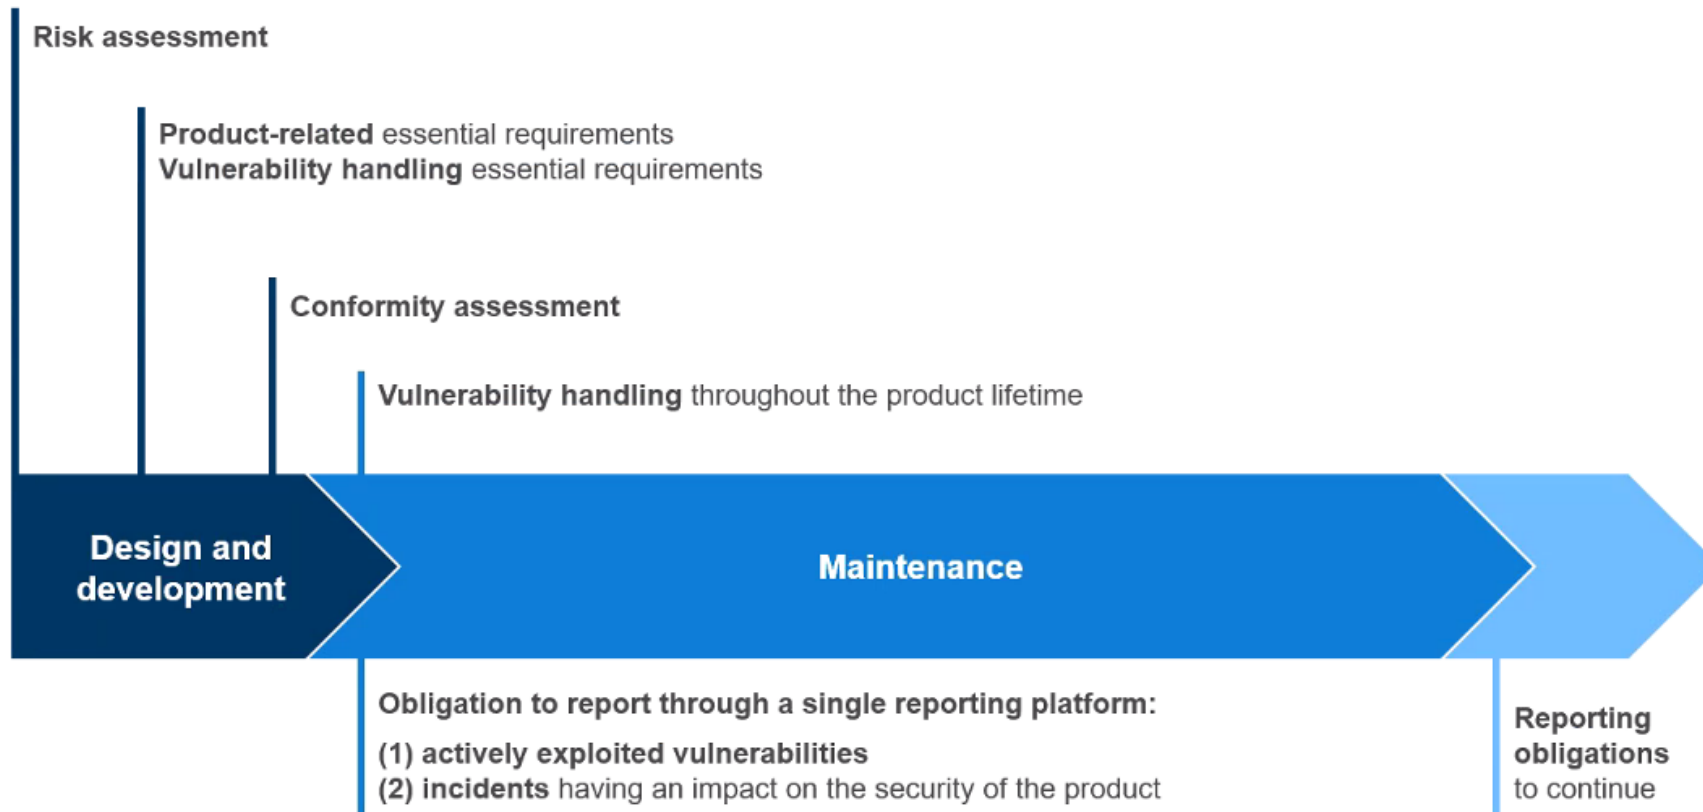 Risk assessment
Product-related essential requirements
Vulnerability handling essential requirements
Conformity assessment
Vulnerability handling throughout the product lifetime
Design and
development
Maintenance
Obligation to report through a single reporting platform:
(1) actively exploited vulnerabilities
(2) incidents having an impact on the security of the product
Reporting
obligations
to continue